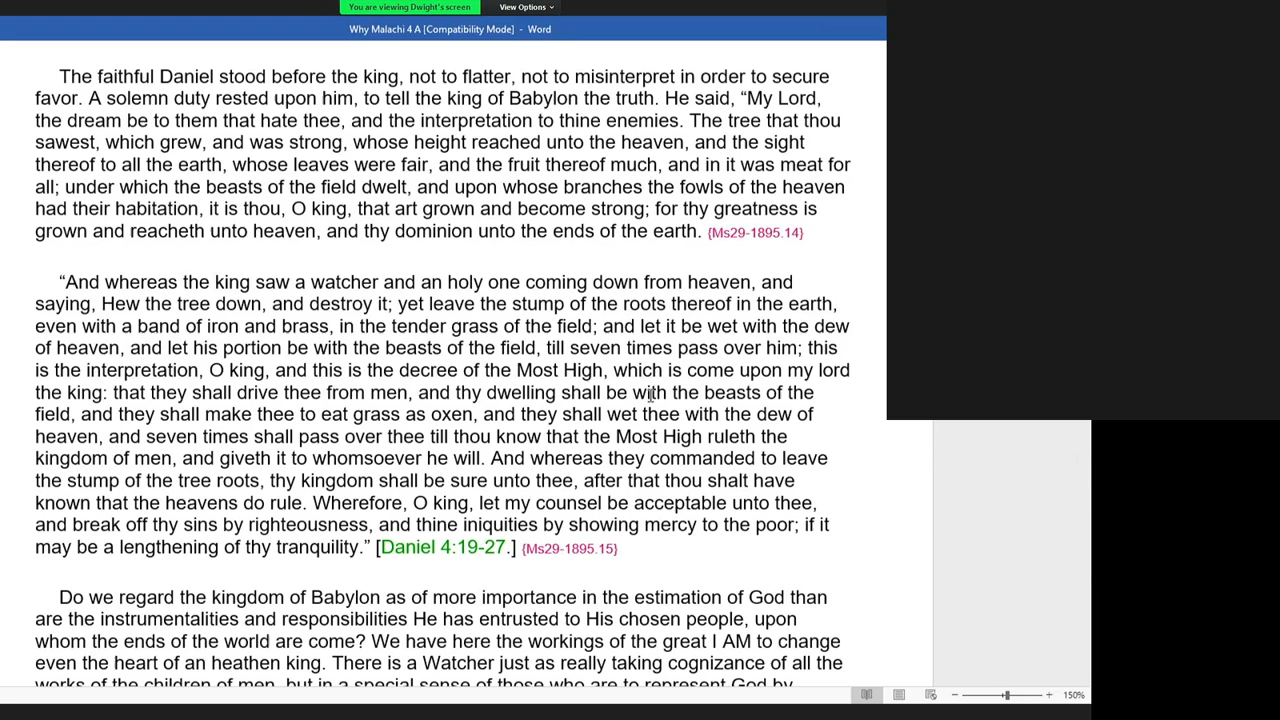 You are viewing Dwight's screen
View Options
Why Malachi 4 A [Compatibility Mode] - Word
The faithful Daniel stood before the king, not to flatter, not to misinterpret in order to secure
favor. A solemn duty rested upon him, to tell the king of Babylon the truth. He said, “My Lord,
the dream be to them that hate thee, and the interpretation to thine enemies. The tree that thou
sawest, which grew, and was strong, whose height reached unto the heaven, and the sight
thereof to all the earth, whose leaves were fair, and the fruit thereof much, and in it was meat for
all; under which the beasts of the field dwelt, and upon whose branches the fowls of the heaven
had their habitation, it is thou, O king, that art grown and become strong; for thy greatness is
grown and reacheth unto heaven, and thy dominion unto the ends of the earth. {Ms29-1895.14}
“And whereas the king saw a watcher and an holy one coming down from heaven, and
saying, Hew the tree down, and destroy it; yet leave the stump of the roots thereof in the earth,
even with a band of iron and brass, in the tender grass of the field; and let it be wet with the dew
of heaven, and let his portion be with the beasts of the field, till seven times pass over him; this
is the interpretation, O king, and this is the decree of the Most High, which is come upon my lord
the king: that they shall drive thee from men, and thy dwelling shall be with the beasts of the
field, and they shall make thee to eat grass as oxen, and they shall wet thee with the dew of
heaven, and seven times shall pass over thee till thou know that the Most High ruleth the
kingdom of men, and giveth it to whomsoever he will. And whereas they commanded to leave
the stump of the tree roots, thy kingdom shall be sure unto thee, after that thou shalt have
known that the heavens do rule. Wherefore, O king, let my counsel be acceptable unto thee,
and break off thy sins by righteousness, and thine iniquities by showing mercy to the poor; if it
may be a lengthening of thy tranquility.” [Daniel 4:19-27.] {Ms29-1895.15}
Do we regard the kingdom of Babylon as of more importance in the estimation of God than
are the instrumentalities and responsibilities He has entrusted to His chosen people, upon
whom the ends of the world are come? We have here the workings of the great I AM to change
even the heart of an heathen king. There is a Watcher just as really taking cognizance of all the
works of the children of men, but in a special sense of those who are to represent God by
150%